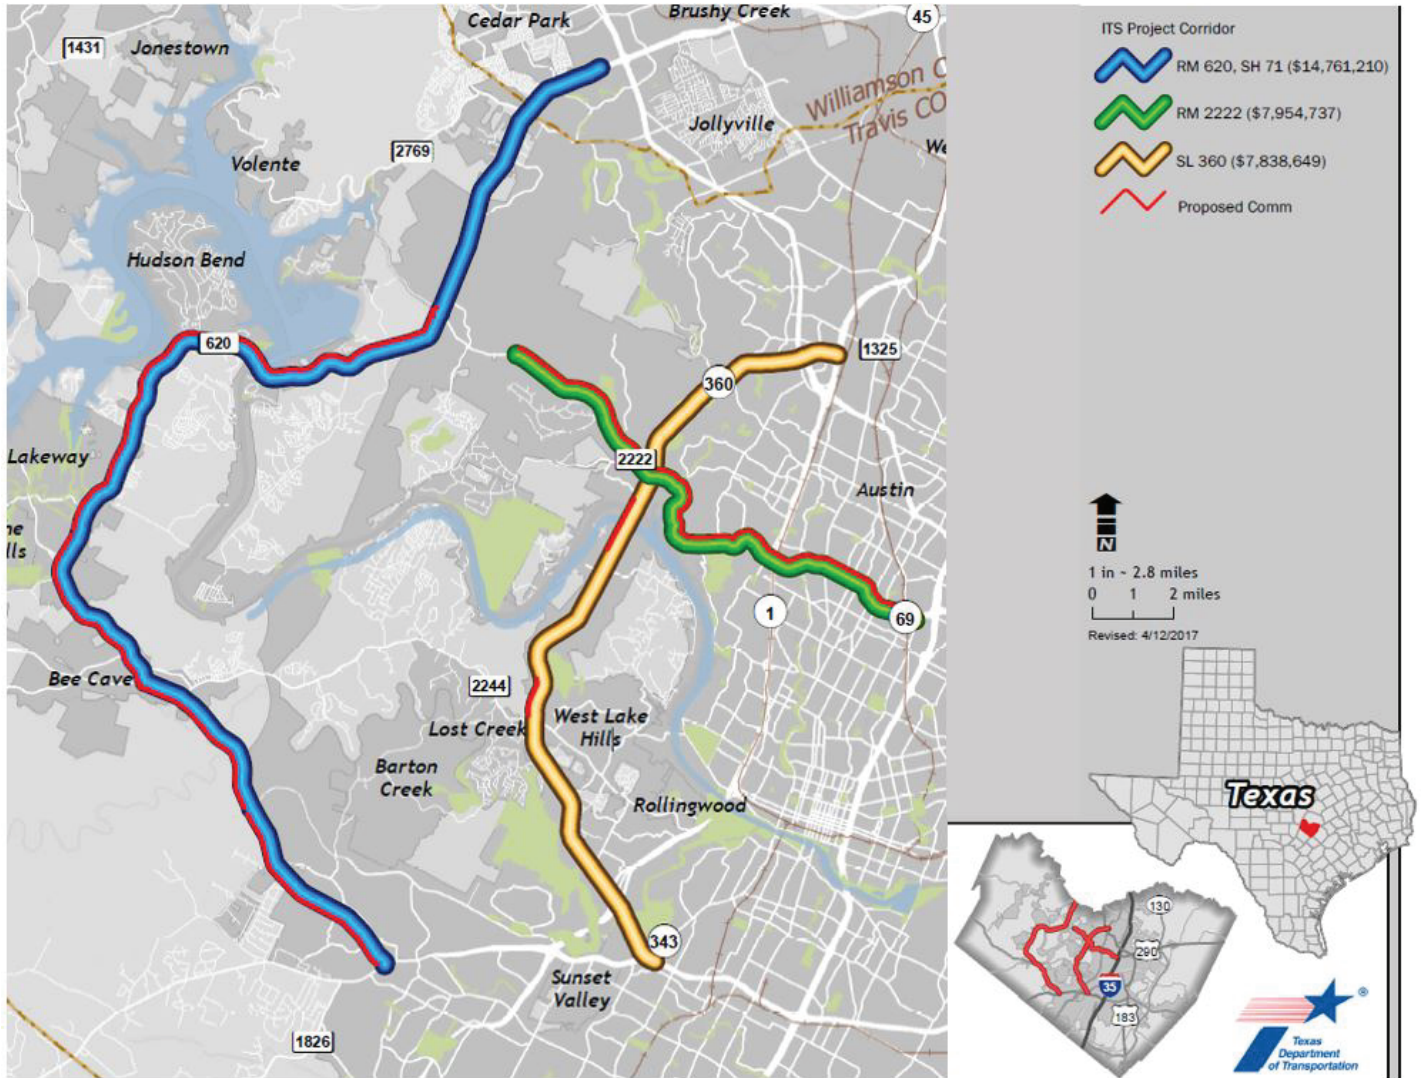 Cedar Park
Brushy Creek
45
1431
Jonestown
Williamson C
Travis CO
Jollyville
We
2769
Volente
Hudson Bend
620
360
1325
2222
Lakeway
Austin
ne
lls
1
69
Bee Cave
2244
West Lake
Hills
Lost Creek
Barton
Creek
Rollingwood
343
Sunset
Valley
1826
ITS Project Corridor
RM 620, SH 71 ($14,761,210)
RM 2222 ($7,954,737)
SL 360 ($7,838,649)
Proposed Comm
N
1 in ~ 2.8 miles
0 1 2 miles
Revised: 4/12/2017
Texas
130
290
35
183
®
Texas
Department
of Transportation